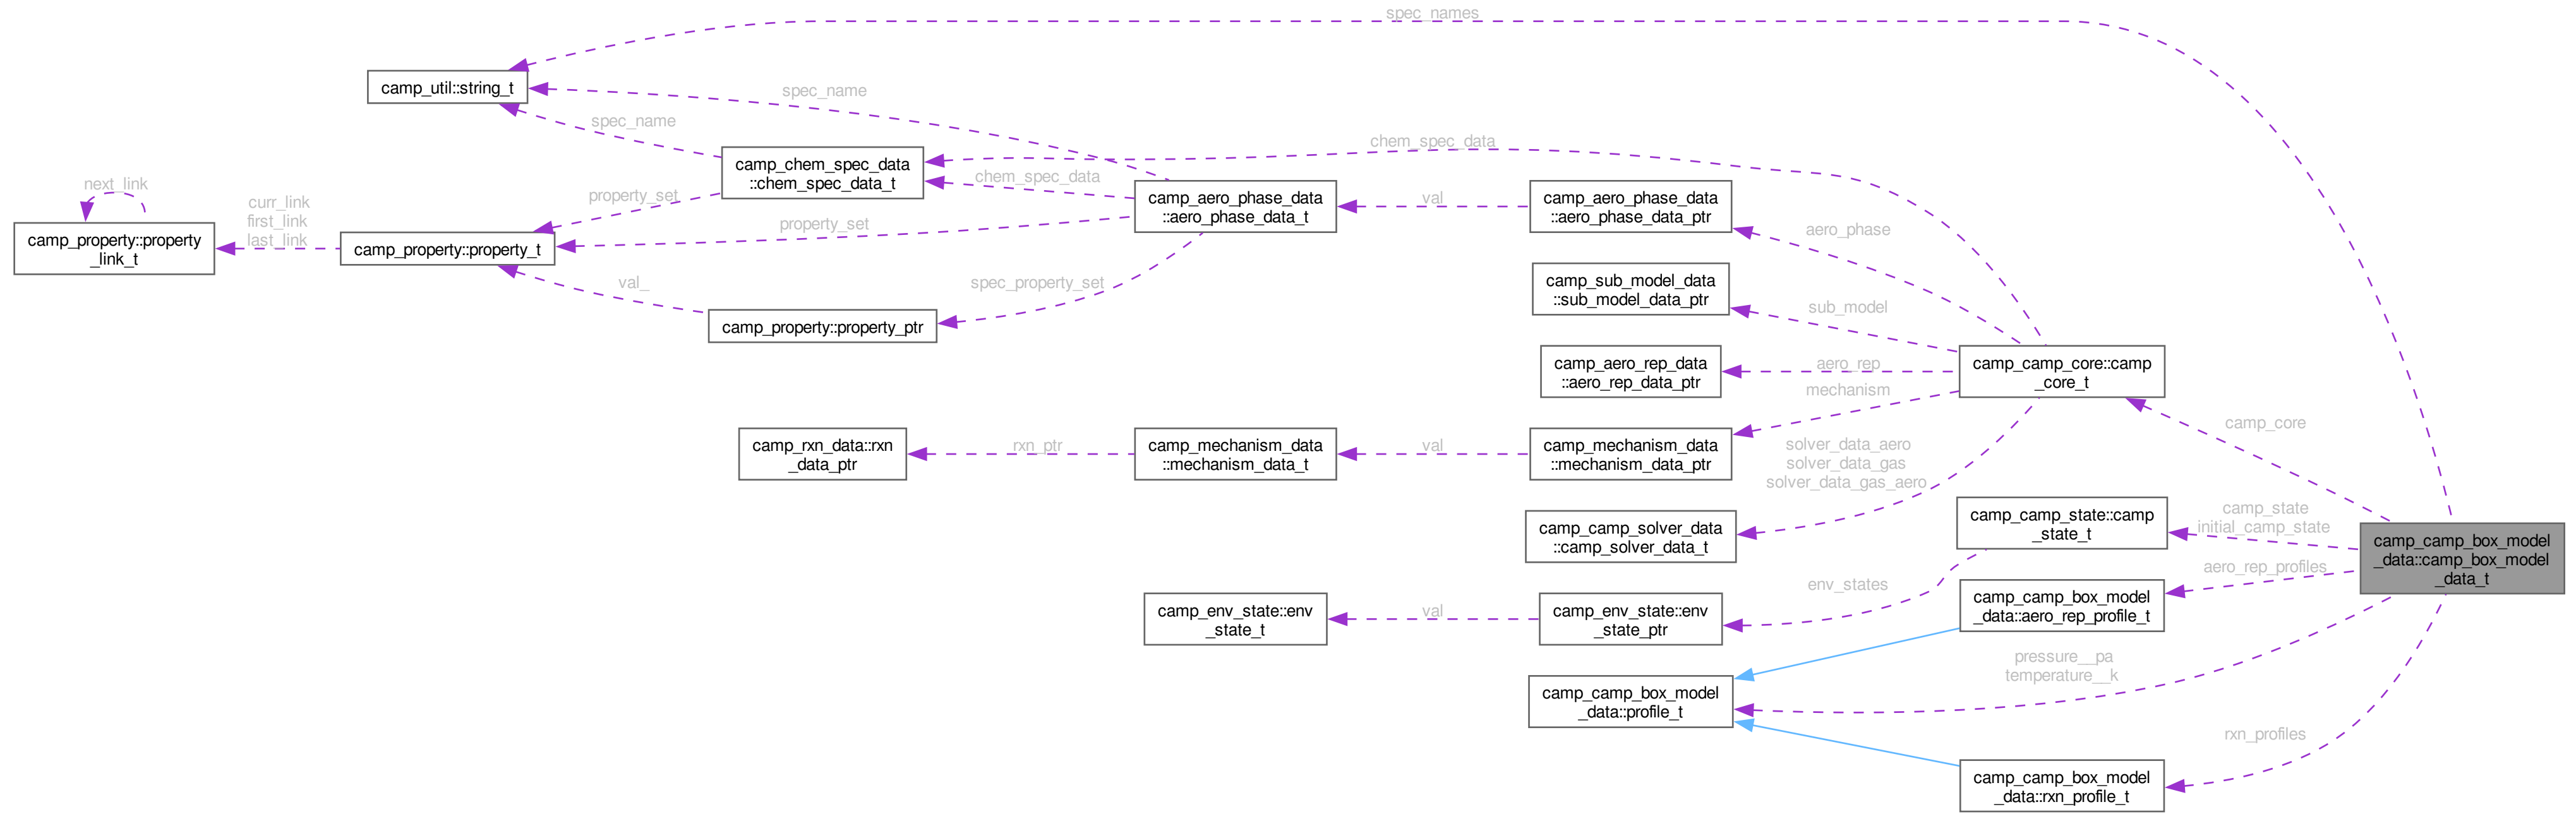 spec_names
camp_util::string_t
spec_name
spec_name
chem_spec_data
camp_chem_spec_data
::chem_spec_data_t
chem_spec_data
next_link
property_set
curr_link
first_link
last_link
camp_property::property
_link_t
camp_property::property_t
property_set
camp_aero_phase_data
::aero_phase_data_t
val
camp_aero_phase_data
::aero_phase_data_ptr
aero_phase
val_
spec_property_set
camp_property::property_ptr
camp_sub_model_data
::sub_model_data_ptr
sub_model
camp_aero_rep_data
::aero_rep_data_ptr
aero_rep
camp_camp_core::camp
_core_t
mechanism
camp_rxn_data::rxn
_data_ptr
rxn_ptr
camp_mechanism_data
::mechanism_data_t
val
camp_mechanism_data
::mechanism_data_ptr
solver_data_aero
solver_data_gas
solver_data_gas_aero
camp_core
camp_camp_solver_data
::camp_solver_data_t
camp_camp_state::camp
_state_t
camp_state
initial_camp_state
camp_camp_box_model
_data::camp_box_model
_data_t
aero_rep_profiles
env_states
camp_env_state::env
_state_t
val
camp_env_state::env
_state_ptr
camp_camp_box_model
_data::aero_rep_profile_t
pressure__pa
temperature__k
camp_camp_box_model
_data::profile_t
rxn_profiles
camp_camp_box_model
_data::rxn_profile_t